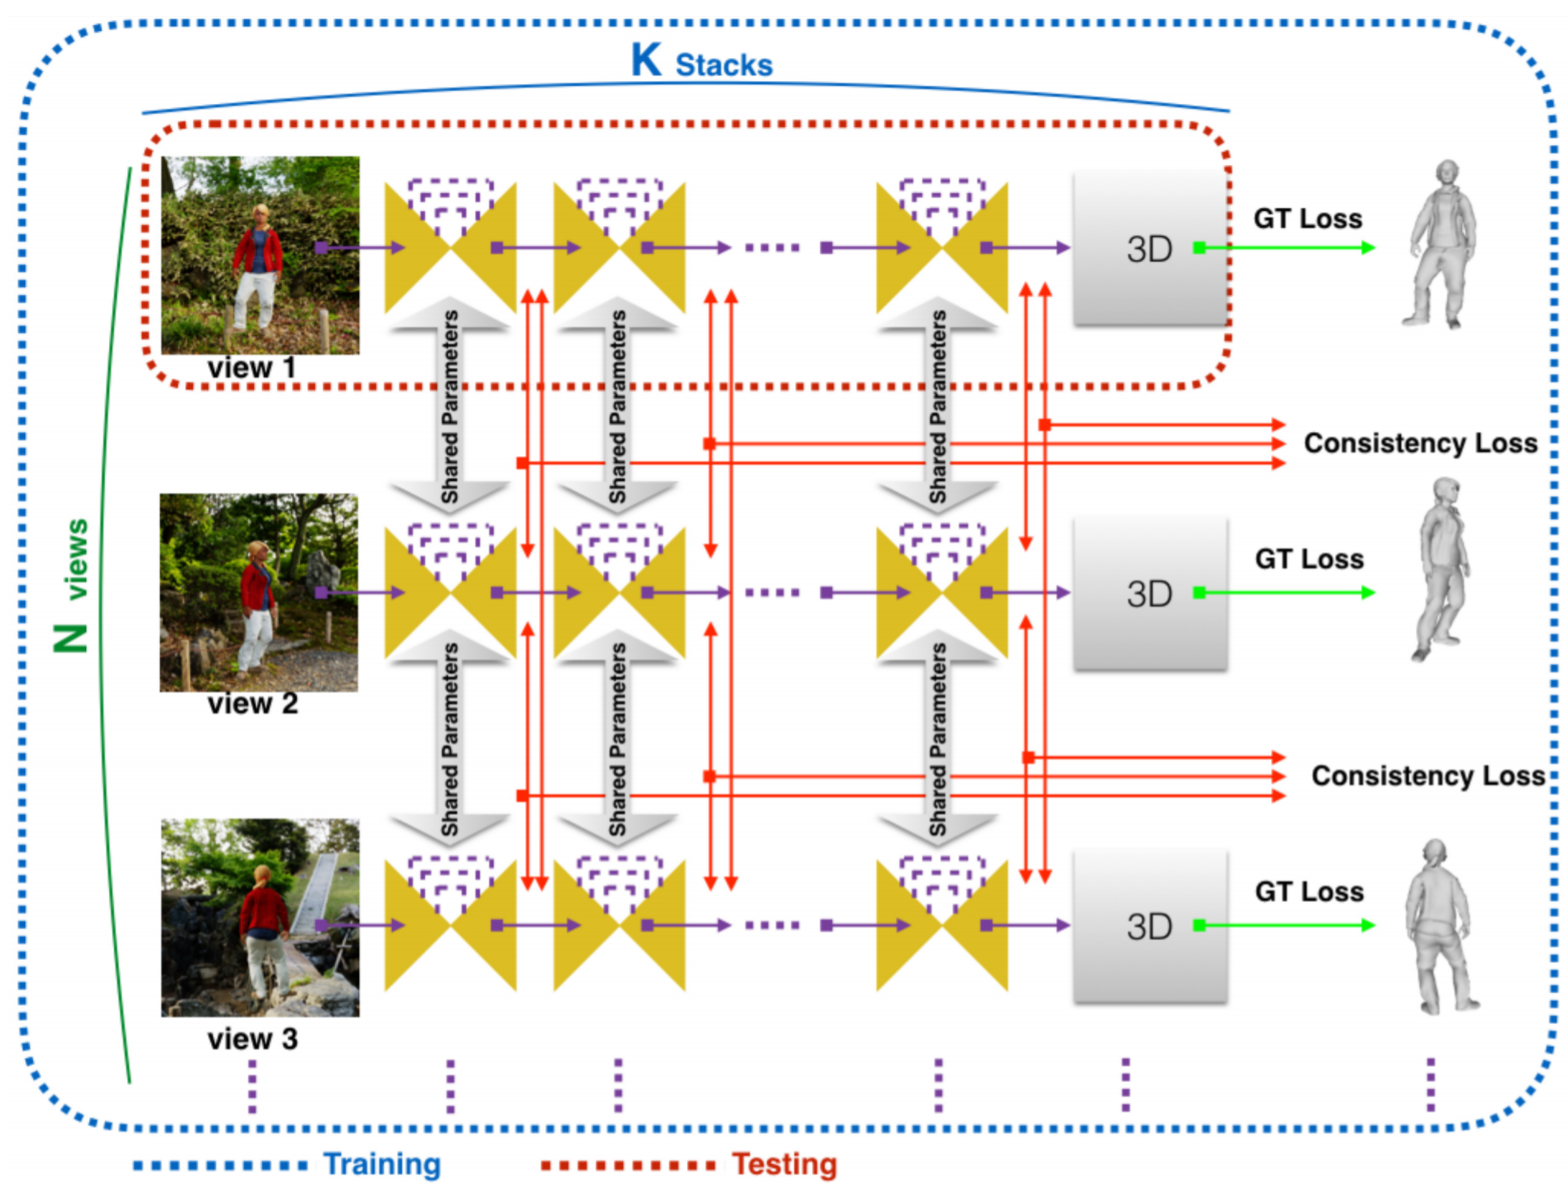 K Stacks
view 1
3D
GT Loss
Shared Parameters
Shared Parameters
Shared Parameters
Consistency Loss
N views
view 2
3D
GT Loss
Shared Parameters
Shared Parameters
Shared Parameters
Consistency Loss
view 3
3D
GT Loss
Training
Testing